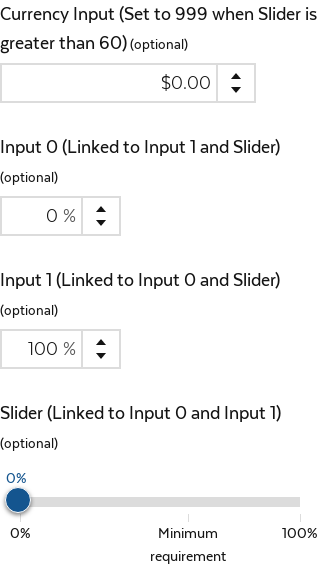 Currency Input (Set to 999 when Slider is
greater than 60) (optional)
$0.00
Input 0 (Linked to Input 1 and Slider)
(optional)
0 %
Input 1 (Linked to Input 0 and Slider)
(optional)
100 %
Slider (Linked to Input 0 and Input 1)
(optional)
0%
0% Minimum 100%
requirement